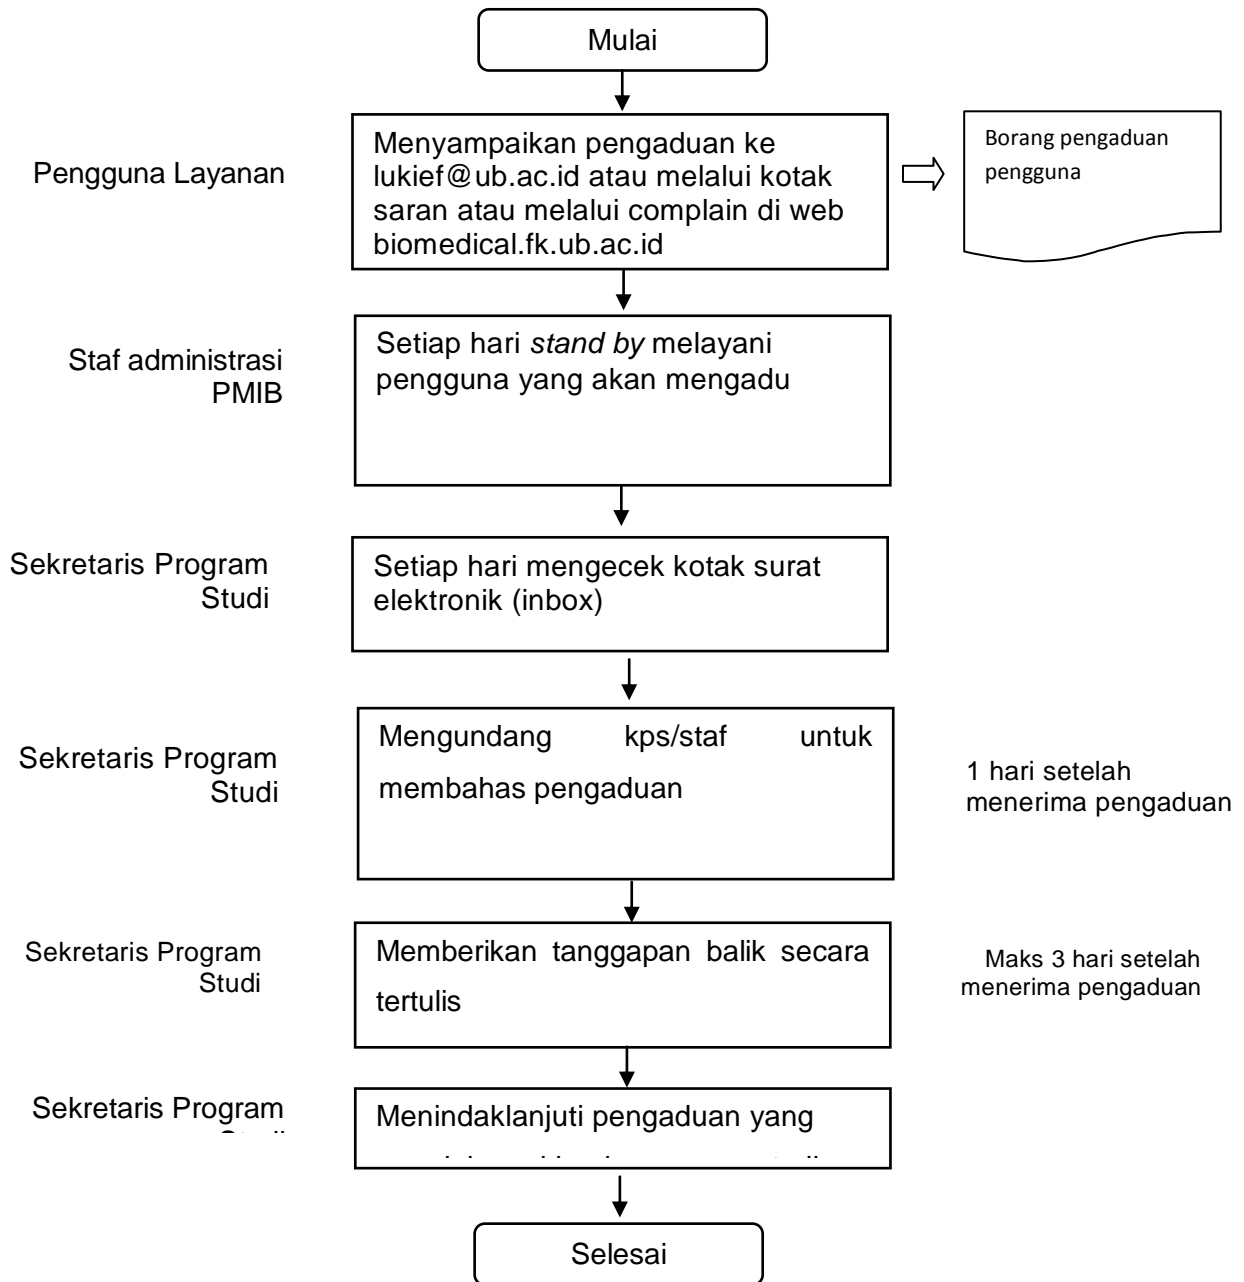 Mulai
Pengguna Layanan
Menyampaikan pengaduan ke
lukief@ub.ac.id atau melalui kotak
saran atau melalui complain di web
biomedical.fk.ub.ac.id
Borang pengaduan
pengguna
Staf administrasi
PMIB
Setiap hari stand by melayani
pengguna yang akan mengadu
Sekretaris Program
Studi
Setiap hari mengecek kotak surat
elektronik (inbox)
Sekretaris Program
Studi
Mengundang kps/staf untuk
membahas pengaduan
1 hari setelah
menerima pengaduan
Sekretaris Program
Studi
Memberikan tanggapan balik secara
tertulis
Maks 3 hari setelah
menerima pengaduan
Sekretaris Program
Menindaklanjuti pengaduan yang
Selesai